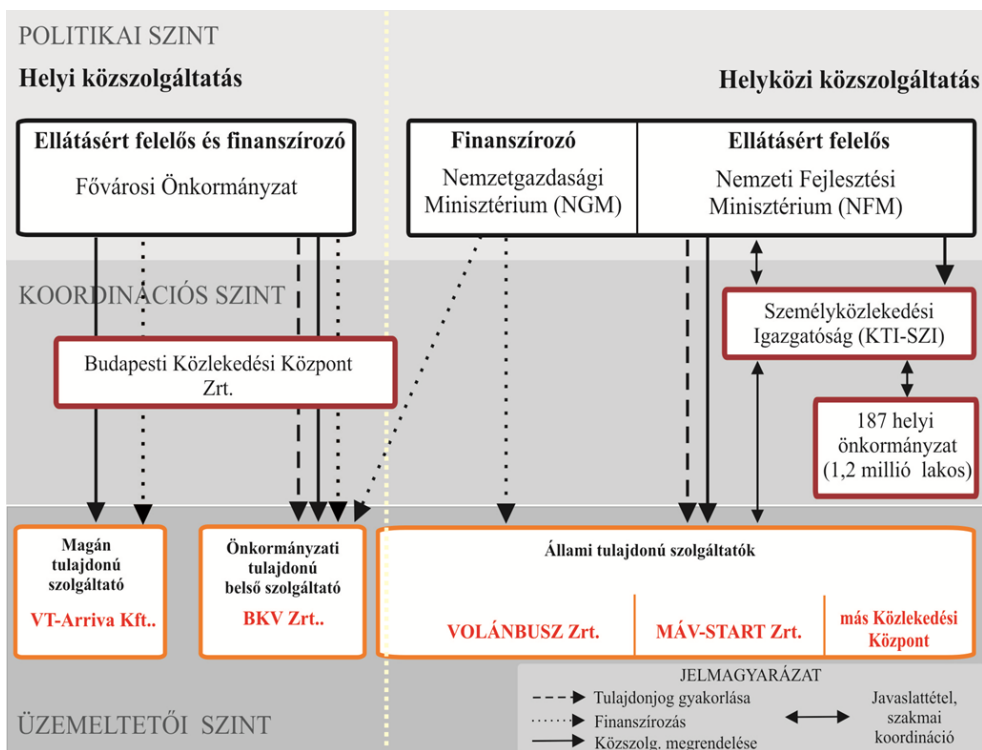 POLITIKAI SZINT
Helyi közszolgáltatás
Helyközi közszolgáltatás
Ellátásért felelős és finanszírozó
Fővárosi Önkormányzat
Finanszírozó
Nemzetgazdasági
Minisztérium (NGM)
Ellátásért felelős
Nemzeti Fejlesztési
Minisztérium (NFM)
KOORDINÁCIÓS SZINT
Budapesti Közlekedési Központ
Zrt.
Személyközlekedési
Igazgatóság (KTI-SZI)
187 helyi
önkormányzat
(1,2 millió lakos)
Magán
tulajdonú
szolgáltató
VT-Arriva Kft..
Önkormányzati
tulajdonú
belső szolgáltató
BKV Zrt..
Állami tulajdonú szolgáltatók
VOLÁNBUSZ Zrt.
MÁV-START Zrt.
más Közlekedési
Központ
ÜZEMELTETŐI SZINT
JELMAGYARÁZAT
Tulajdonjog gyakorlása
Finanszírozás
Közszolg. megrendelése
Javaslattétel,
szakmai
koordináció